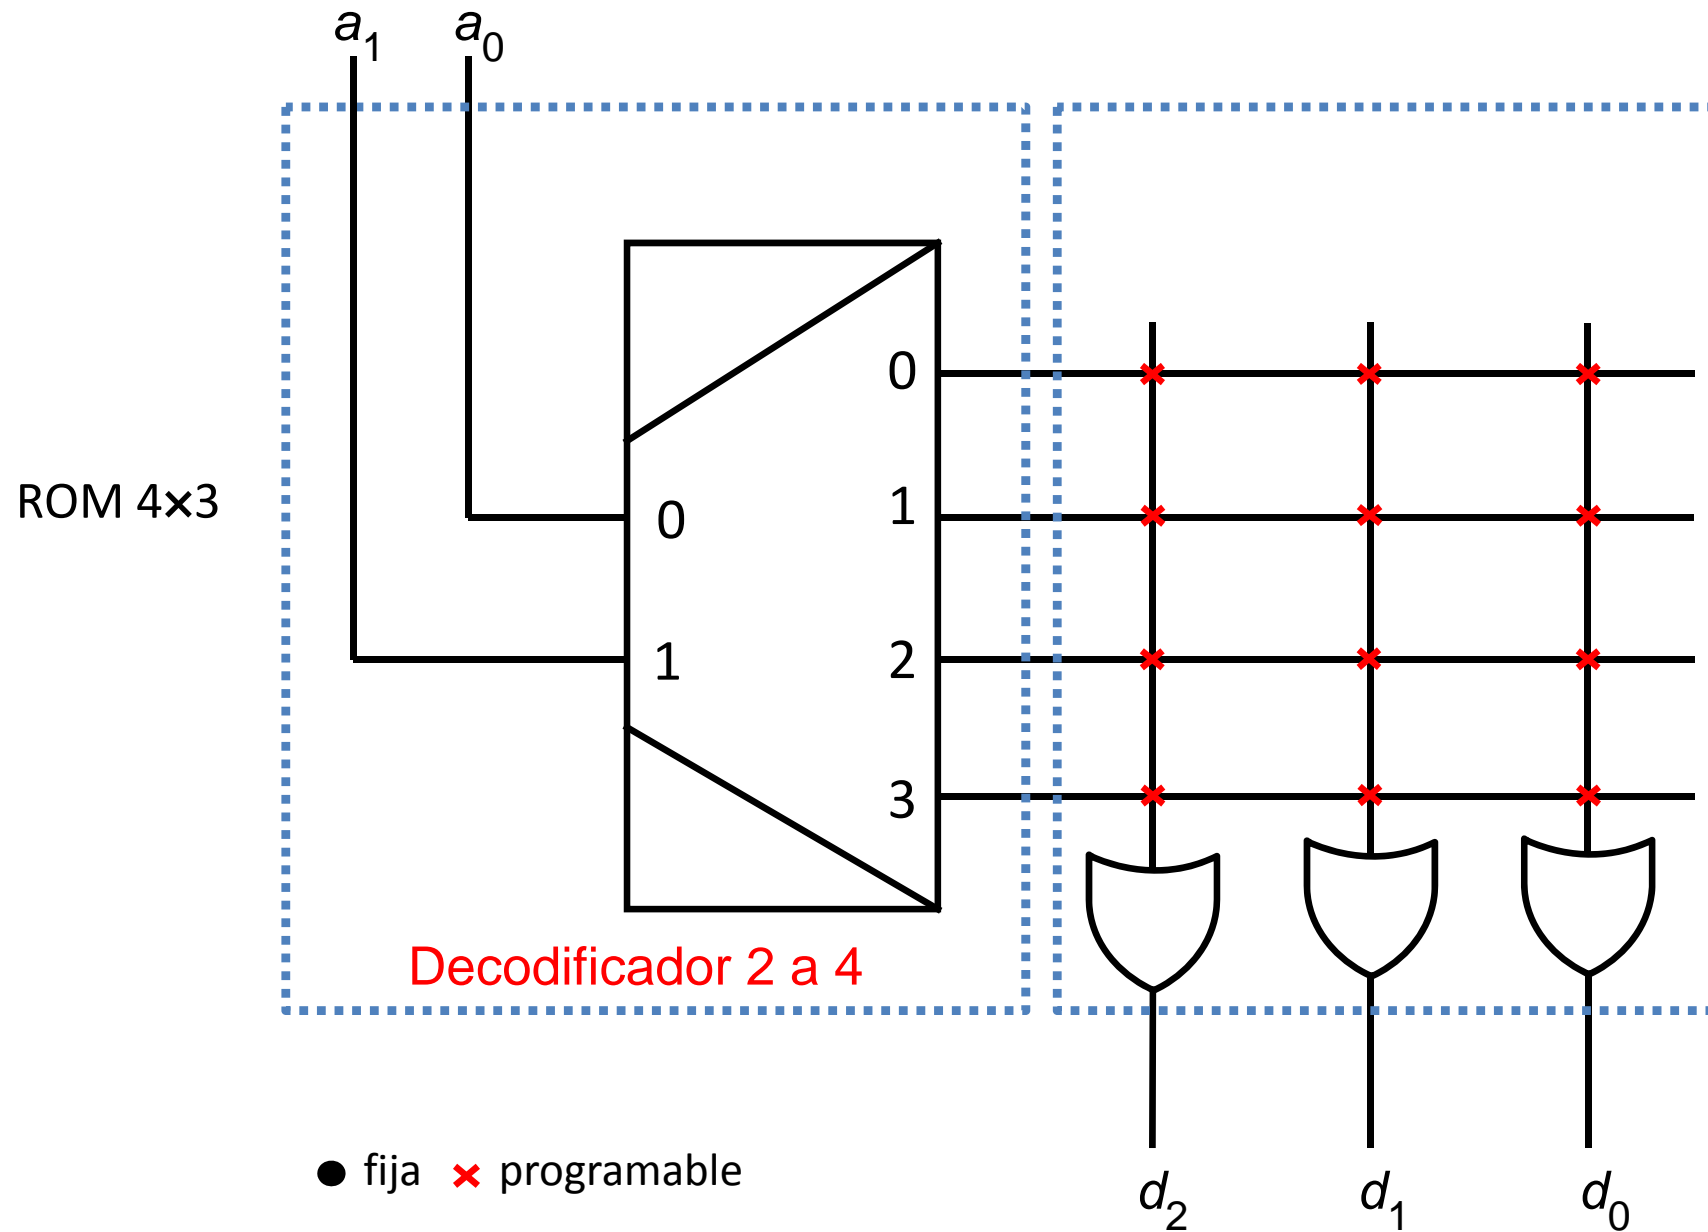 a1 a0
0
ROM 4×3
0 1
1 2
3
Decodificador 2 a 4
fija programable
d2 d1 d0